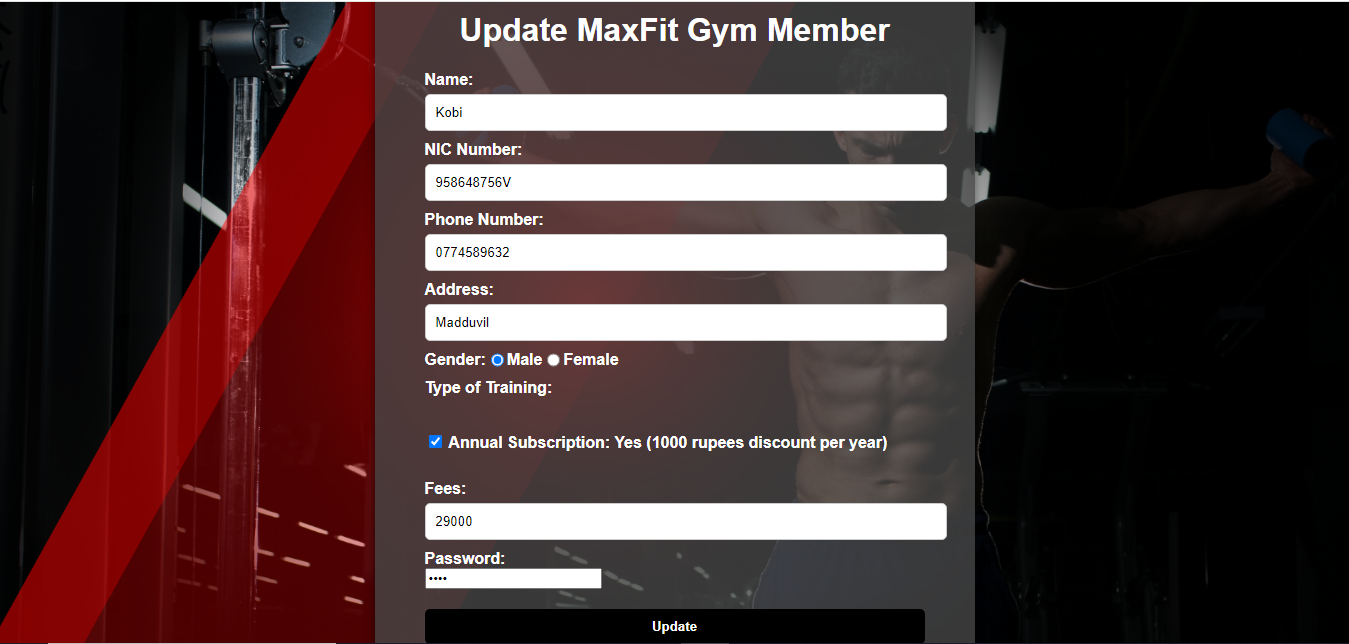 Update MaxFit Gym Member
Name:
Kobi
NIC Number:
958648756V
Phone Number:
0774589632
Address:
Madduvil
Gender: Male Female
Type of Training:
Annual Subscription: Yes (1000 rupees discount per year)
Fees:
29000
Password:
••••
Update